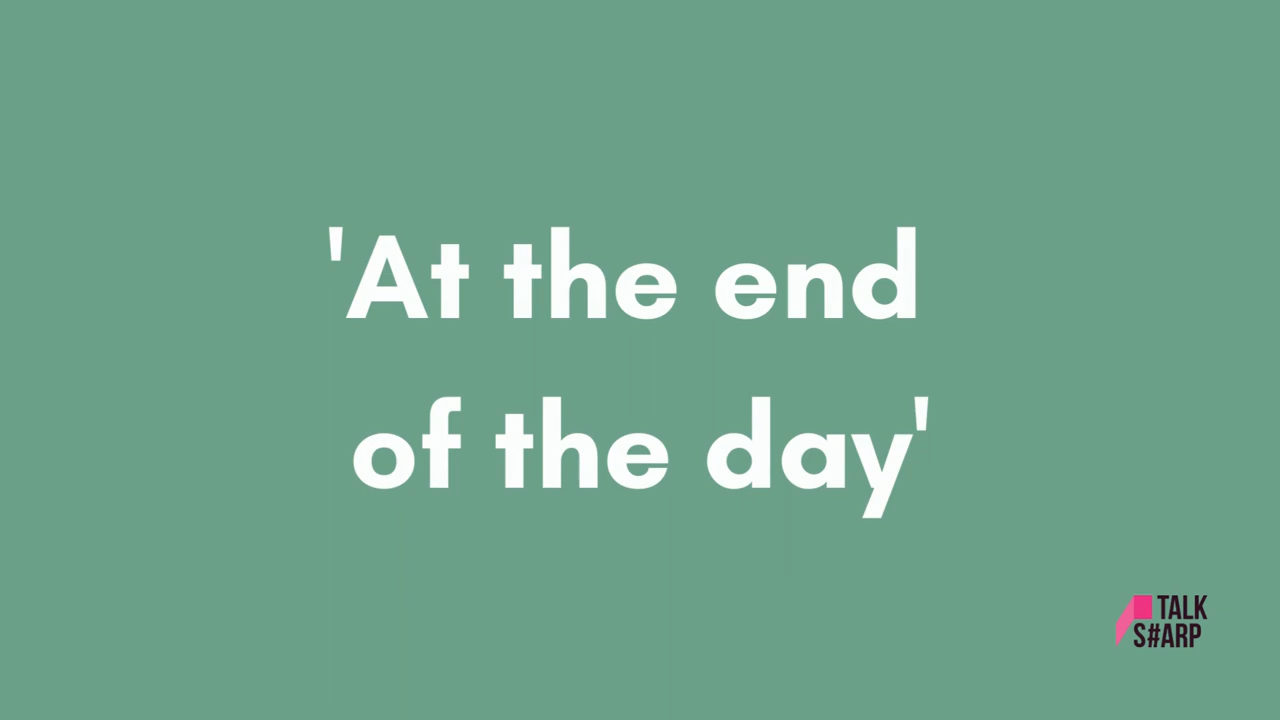 'At the end
of the day'
TALK
S#ARP